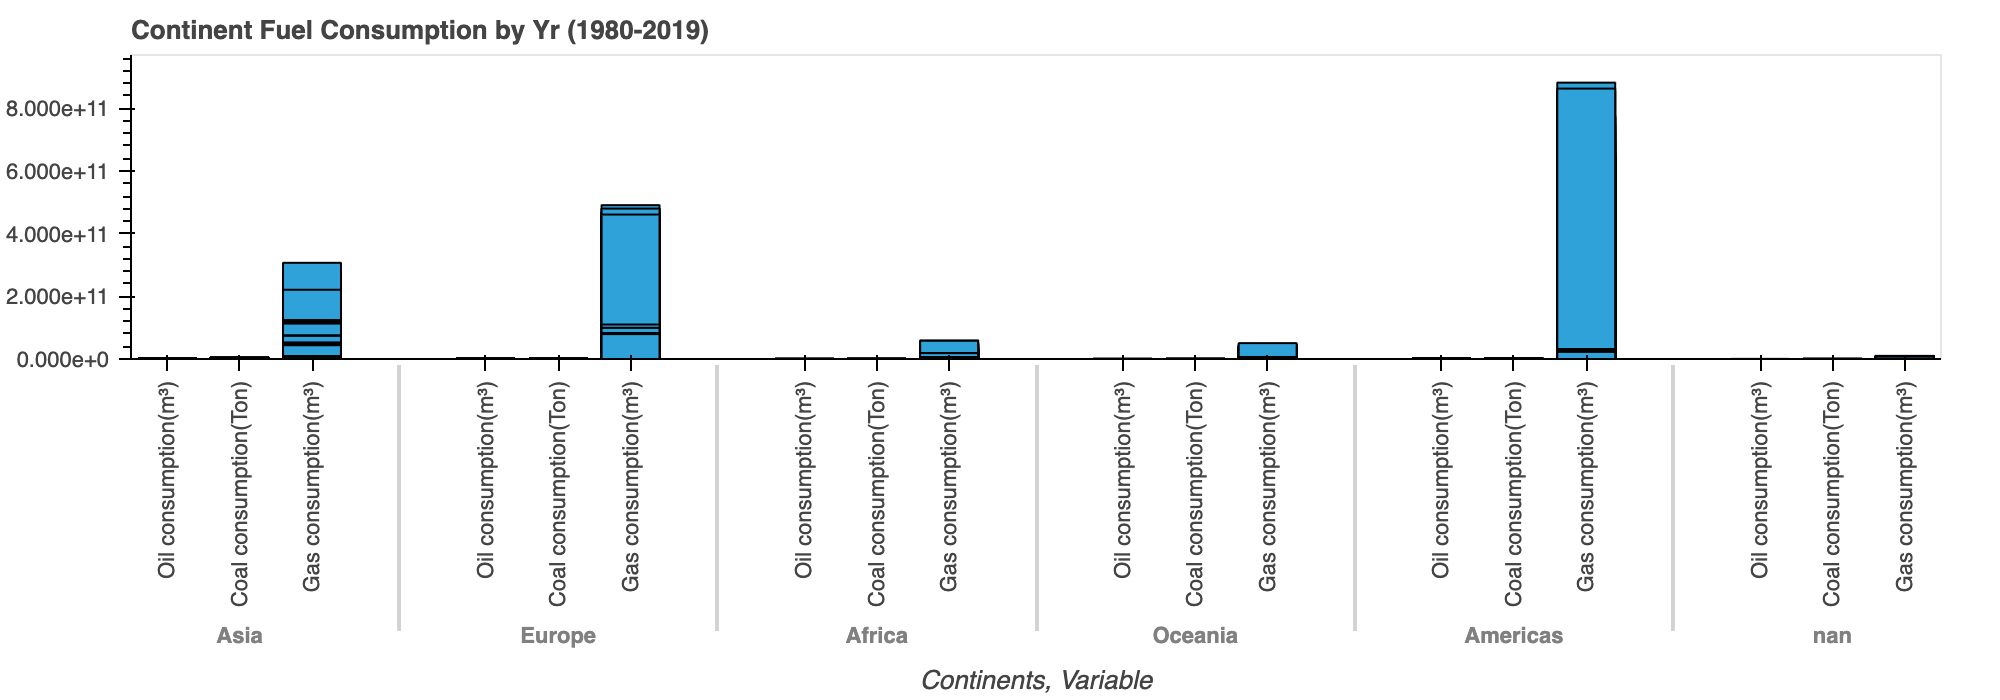 Continent Fuel Consumption by Yr (1980-2019)
8.000e+11
6.000e+11
4.000e+11
2.000e+11
0.000e+0
Oil consumption(m³)
Coal consumption(Ton)
Gas consumption(m³)
Oil consumption(m³)
Coal consumption(Ton)
Gas consumption(m³)
Oil consumption(m³)
Coal consumption(Ton)
Gas consumption(m³)
Oil consumption(m³)
Coal consumption(Ton)
Gas consumption(m³)
Oil consumption(m³)
Coal consumption(Ton)
Gas consumption(m³)
Oil consumption(m³)
Coal consumption(Ton)
Gas consumption(m³)
Asia
Europe
Africa
Oceania
Americas
nan
Continents, Variable